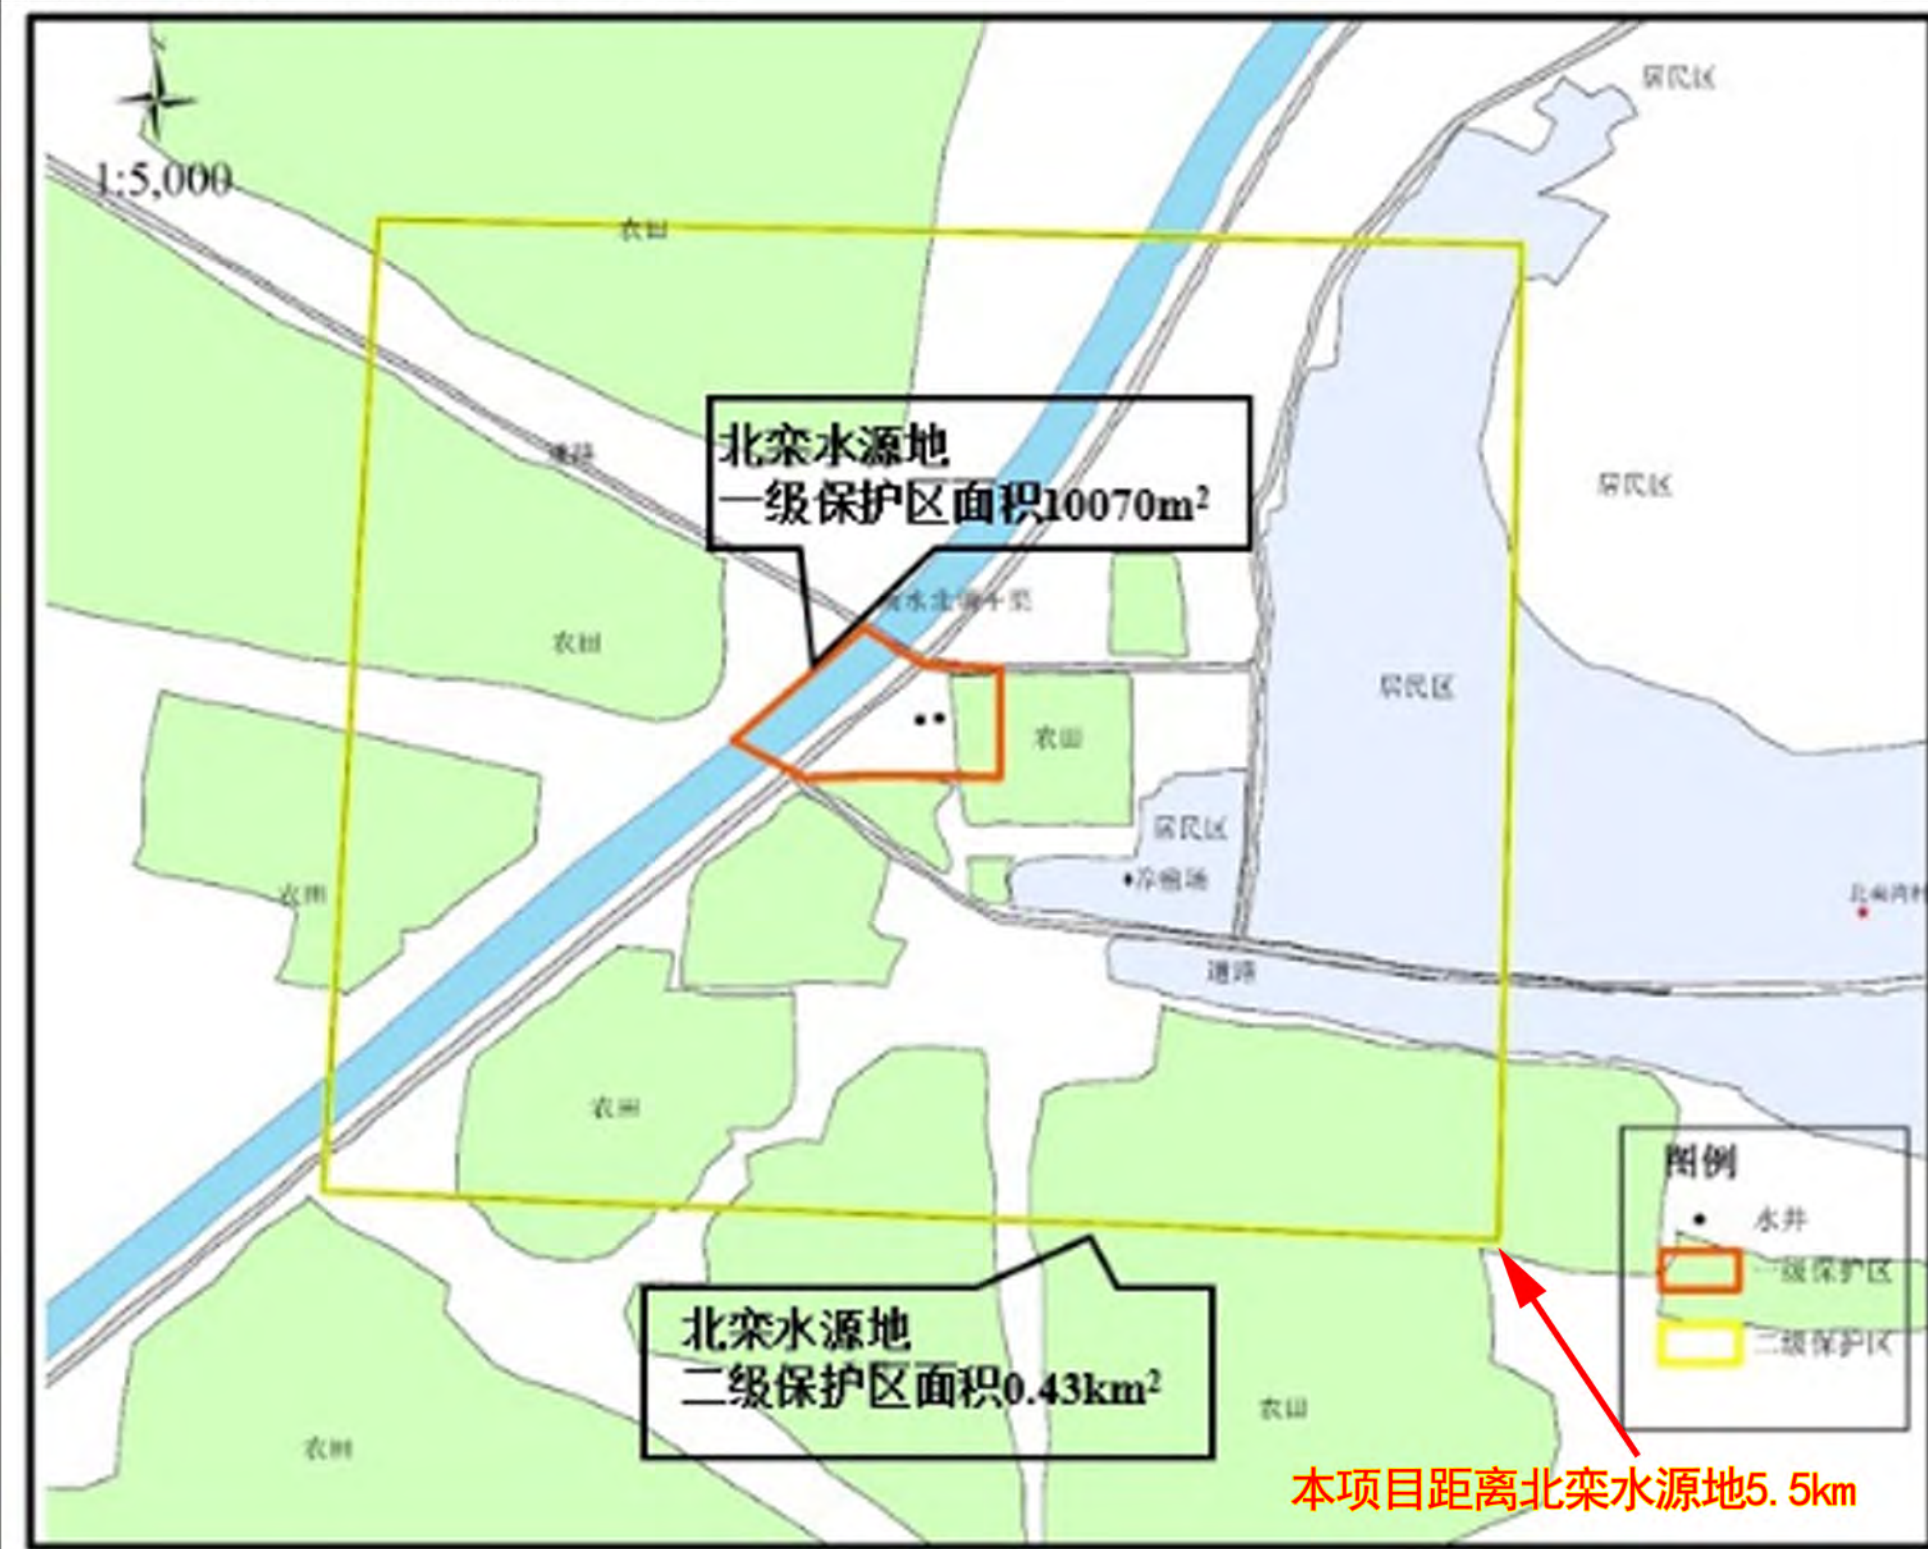 居民区
1:5,000
农田
北栾水源地
一级保护区面积10070m²
道路
居民区
农田
居民区
农田
居民区
农田
道路
农田
图例
水井
一级保护区
二级保护区
北栾水源地
二级保护区面积0.43km²
农田
农田
本项目距离北栾水源地5.5km